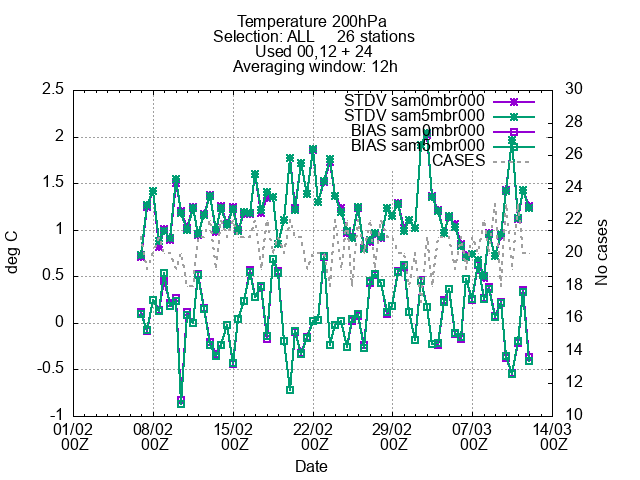 Temperature 200hPa
Selection: ALL 26 stations
Used 00,12 + 24
Averaging window: 12h
STDV sam0mbr000
STDV sam5mbr000
BIAS sam0mbr000
BIAS sam5mbr000
CASES
deg C
2.5
2
1.5
1
0.5
0
-0.5
-1
No cases
30
28
26
24
22
20
18
16
14
12
10
01/02 08/02 15/02 22/02 29/02 07/03 14/03
00Z 00Z 00Z 00Z 00Z 00Z 00Z
Date